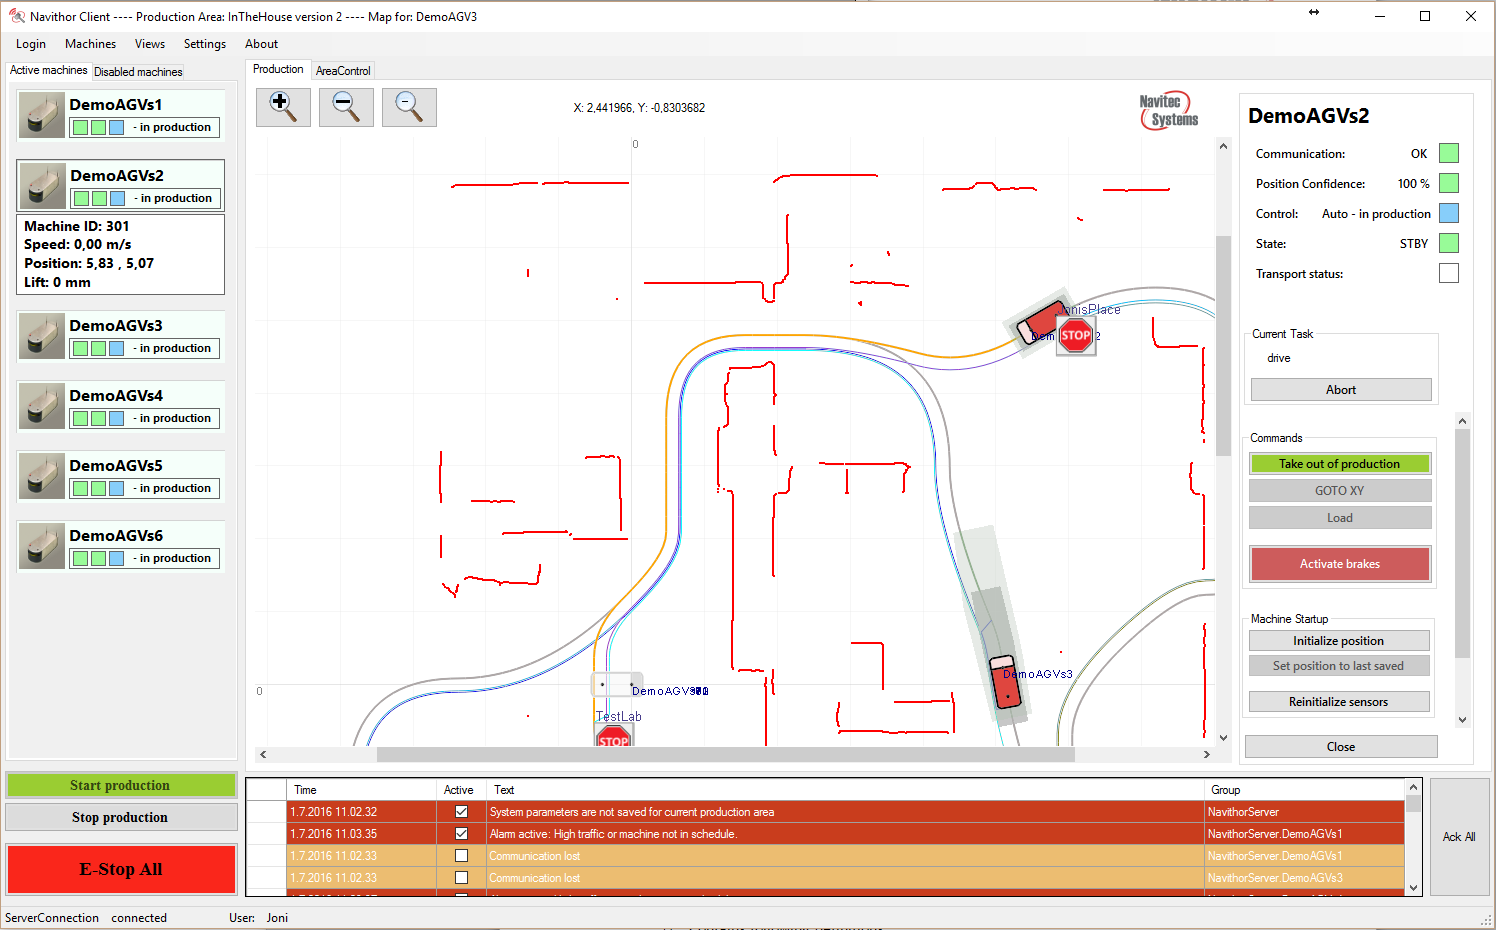 Navithor Client ---- Production Area: InTheHouse version 2 ---- Map for: DemoAGV3
Login Machines Views Settings About
Active machines Disabled machines
DemoAGVs1
- in production
DemoAGVs2
- in production
Machine ID: 301
Speed: 0,00 m/s
Position: 5,83 , 5,07
Lift: 0 mm
DemoAGVs3
- in production
DemoAGVs4
- in production
DemoAGVs5
- in production
DemoAGVs6
- in production
Start production
Stop production
E-Stop All
Production AreaControl
X: 2,441966, Y: -0,8303682
Navitec
Systems
0
JonisPlace
STOP
DemoAGVs3
0
TestLab
STOP
DemoAGVs2
Communication: OK
Position Confidence: 100 %
Control: Auto - in production
State: STBY
Transport status:
Current Task
drive
Abort
Commands
Take out of production
GOTO XY
Load
Activate brakes
Machine Startup
Initialize position
Set position to last saved
Reinitialize sensors
Close
Time Active Text Group
1.7.2016 11.02.32 System parameters are not saved for current production area NavithorServer
1.7.2016 11.03.35 Alarm active: High traffic or machine not in schedule. NavithorServer.DemoAGVs1
1.7.2016 11.02.33 Communication lost NavithorServer.DemoAGVs1
1.7.2016 11.02.33 Communication lost NavithorServer.DemoAGVs3
Ack All
ServerConnection connected User: Joni